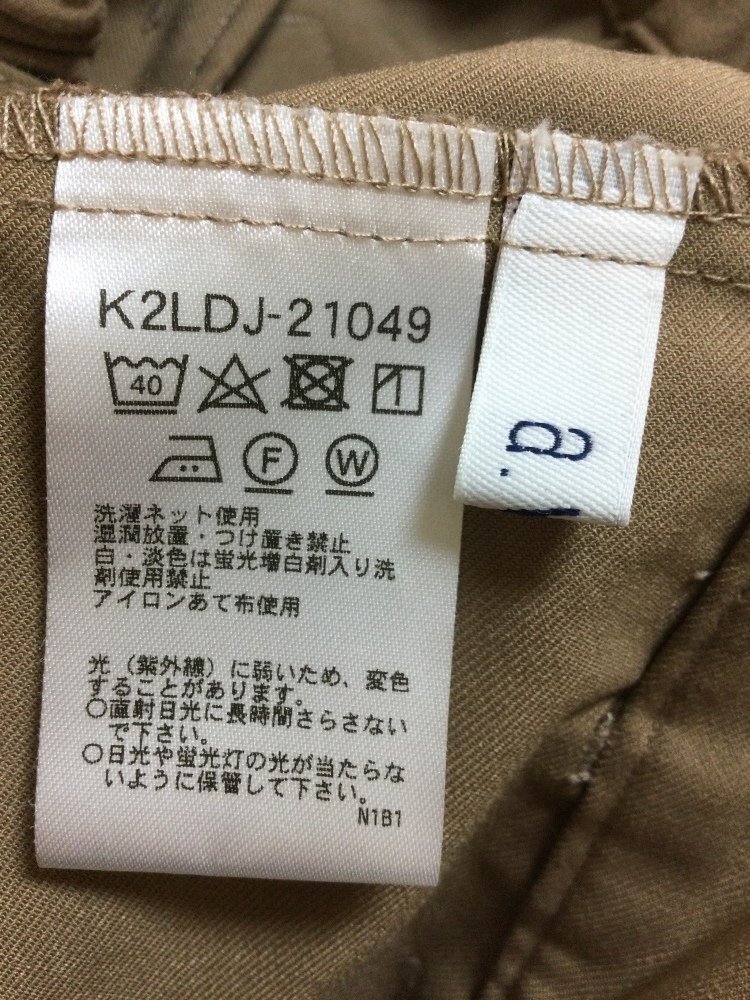 K2LDJ-21049
40
F
W
洗濯ネット使用
湿潤放置・つけ置き禁止
白・淡色は蛍光増白剤入り洗
剤使用禁止
アイロンあて布使用
光（紫外線）に弱いため、変色
することがあります。
○直射日光に長時間さらさない
で下さい。
○日光や蛍光灯の光が当たらな
いように保管して下さい。
N1B1